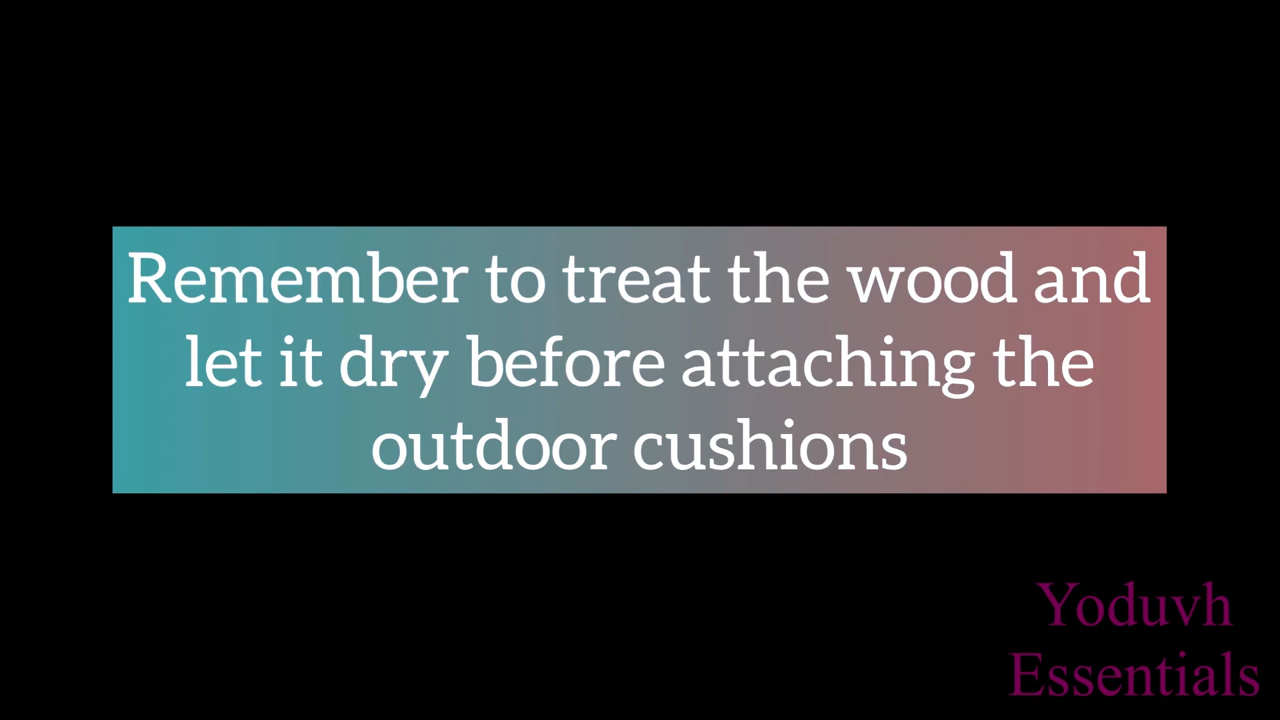 Remember to treat the wood and
let it dry before attaching the
outdoor cushions
Yoduvh
Essentials